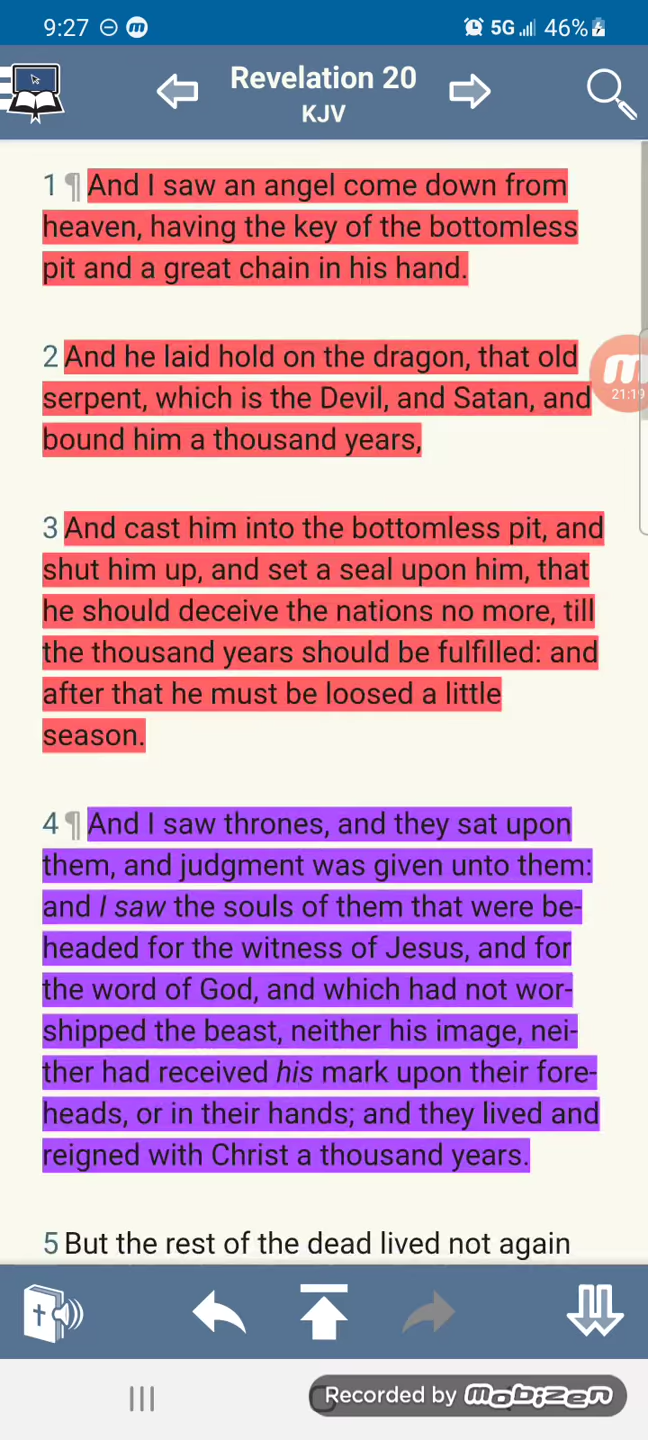 9:27 m 5G 46%
Revelation 20
KJV
1 ¶ And I saw an angel come down from
heaven, having the key of the bottomless
pit and a great chain in his hand.
2 And he laid hold on the dragon, that old
serpent, which is the Devil, and Satan, and
bound him a thousand years,
m
21:19
3 And cast him into the bottomless pit, and
shut him up, and set a seal upon him, that
he should deceive the nations no more, till
the thousand years should be fulfilled: and
after that he must be loosed a little
season.
4 ¶ And I saw thrones, and they sat upon
them, and judgment was given unto them:
and I saw the souls of them that were be-
headed for the witness of Jesus, and for
the word of God, and which had not wor-
shipped the beast, neither his image, nei-
ther had received his mark upon their fore-
heads, or in their hands; and they lived and
reigned with Christ a thousand years.
5 But the rest of the dead lived not again
Recorded by mobizen